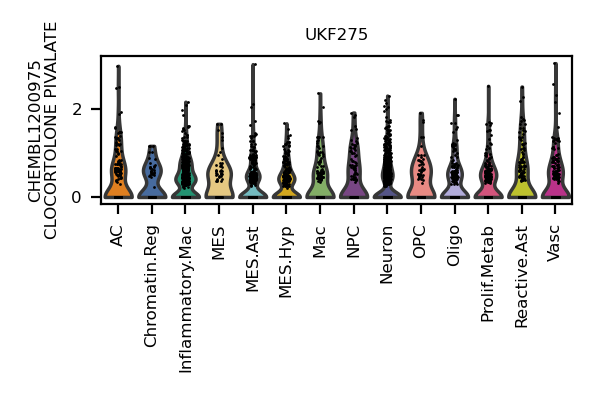 UKF275
CHEMBL1200975
CLOCORTOLONE PIVALATE
2
0
AC
Chromatin.Reg
Inflammatory.Mac
MES
MES.Ast
MES.Hyp
Mac
NPC
Neuron
OPC
Oligo
Prolif.Metab
Reactive.Ast
Vasc